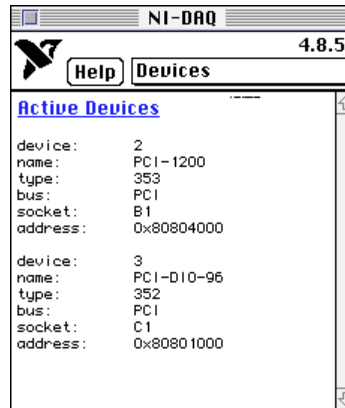 NI-DAQ
4.8.5
Help Devices
Active Devices
device: 2
name: PCI-1200
type: 353
bus: PCI
socket: B1
address: 0x80804000
device: 3
name: PCI-DIO-96
type: 352
bus: PCI
socket: C1
address: 0x80801000